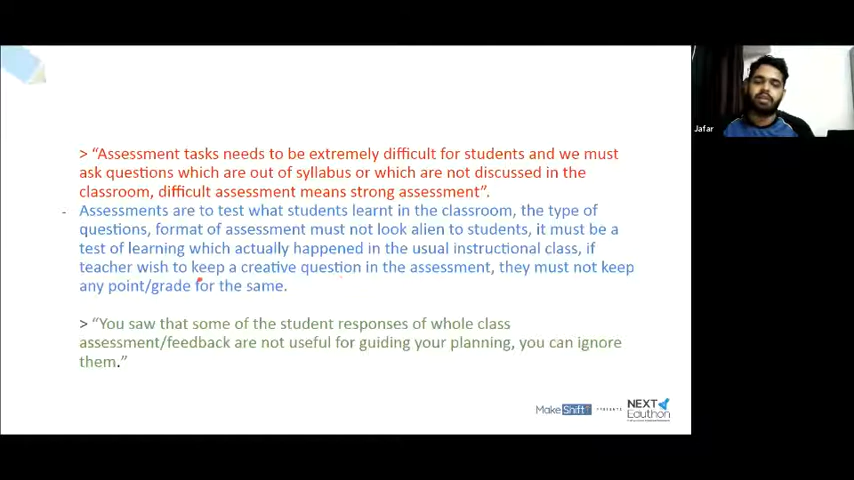 > “Assessment tasks needs to be extremely difficult for students and we must
ask questions which are out of syllabus or which are not discussed in the
classroom, difficult assessment means strong assessment”.
- Assessments are to test what students learnt in the classroom, the type of
questions, format of assessment must not look alien to students, it must be a
test of learning which actually happened in the usual instructional class, if
teacher wish to keep a creative question in the assessment, they must not keep
any point/grade for the same.
> “You saw that some of the student responses of whole class
assessment/feedback are not useful for guiding your planning, you can ignore
them.”
MakeShift PRESENTS NEXT
Eduthon
Jafar